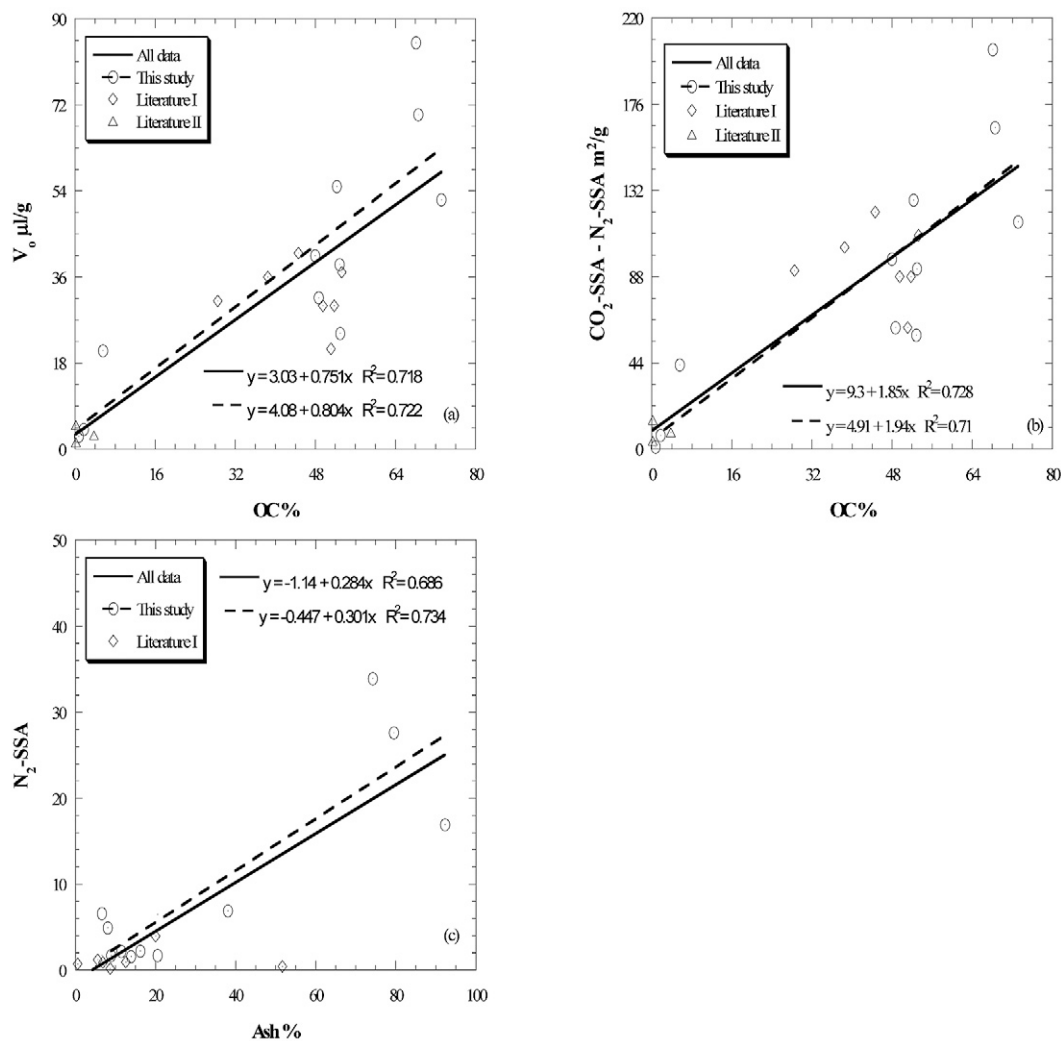 90
72
54
36
18
0
V₀ µl/g
All data
This study
Literature I
Literature II
y = 3.03 + 0.751x R²= 0.718
y = 4.08 + 0.804x R²= 0.722
(a)
0 16 32 48 64 80
OC%
220
176
132
88
44
0
CO₂-SSA - N₂-SSA m²/g
All data
This study
Literature I
Literature II
y = 9.3 + 1.85x R²= 0.728
y = 4.91 + 1.94x R²= 0.71
(b)
0 16 32 48 64 80
OC%
50
40
30
20
10
0
N₂-SSA
All data
This study
Literature I
y = -1.14 + 0.284x R²= 0.686
y = -0.447 + 0.301x R²= 0.734
(c)
0 20 40 60 80 100
Ash%